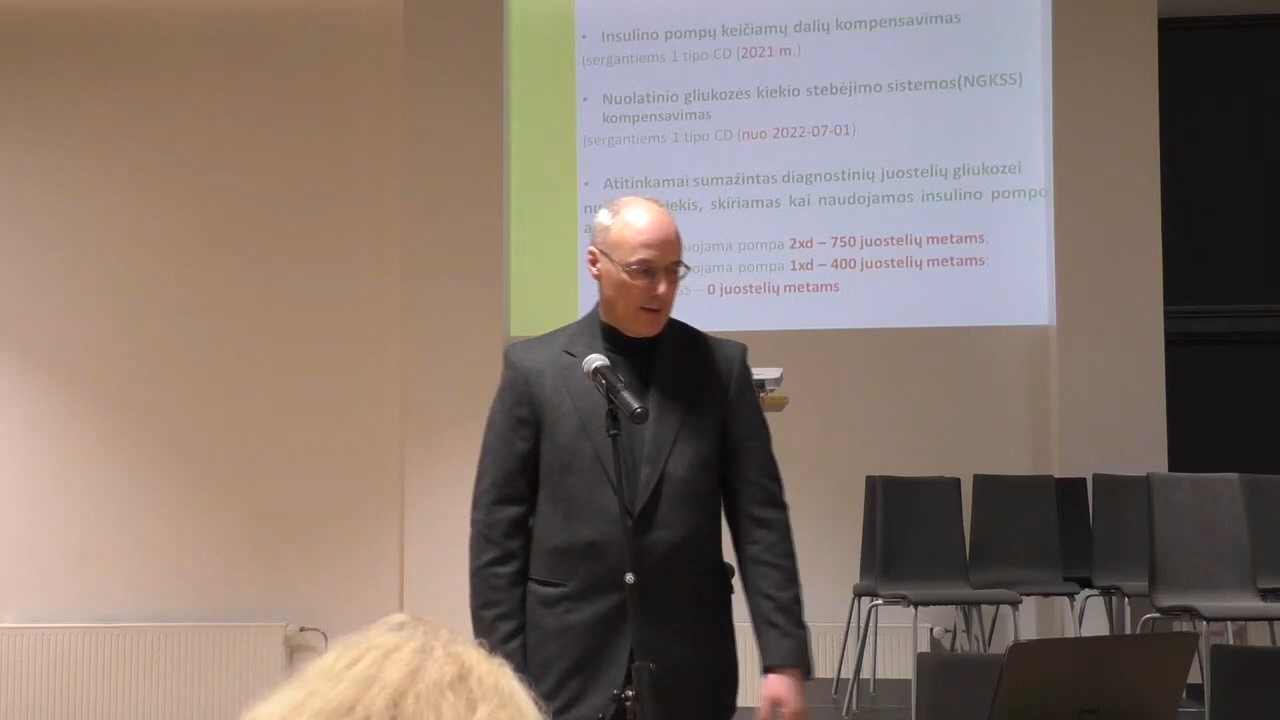 • Insulino pompų keičiamų dalių kompensavimas
(sergantiems 1 tipo CD (2021 m.)
• Nuolatinio gliukozės kiekio stebėjimo sistemos(NGKSS)
kompensavimas
(sergantiems 1 tipo CD (nuo 2022-07-01)
• Atitinkamai sumažintas diagnostinių juostelių gliukozei
skiriamas kai naudojamos insulino
pompa 2xd – 750 juostelių metams,
pompa 1xd – 400 juostelių metams;
– 0 juostelių metams